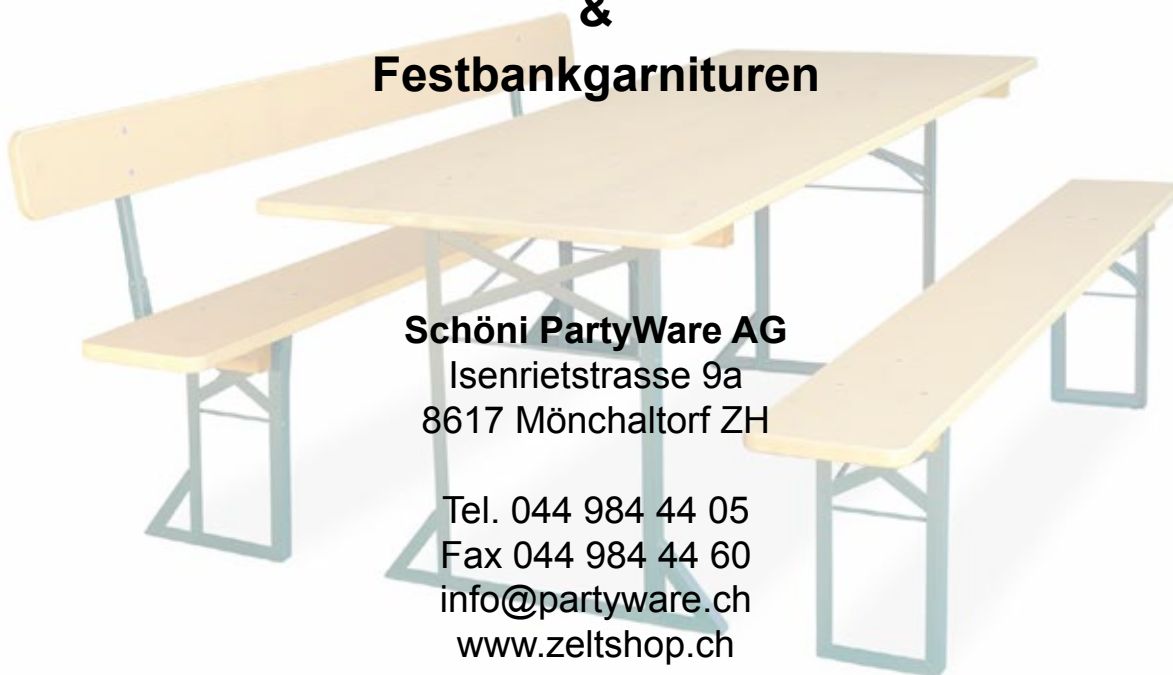 &
Festbankgarnituren
Schöni PartyWare AG
Isenrietstrasse 9a
8617 Mönchaltorf ZH
Tel. 044 984 44 05
Fax 044 984 44 60
info@partyware.ch
www.zeltshop.ch